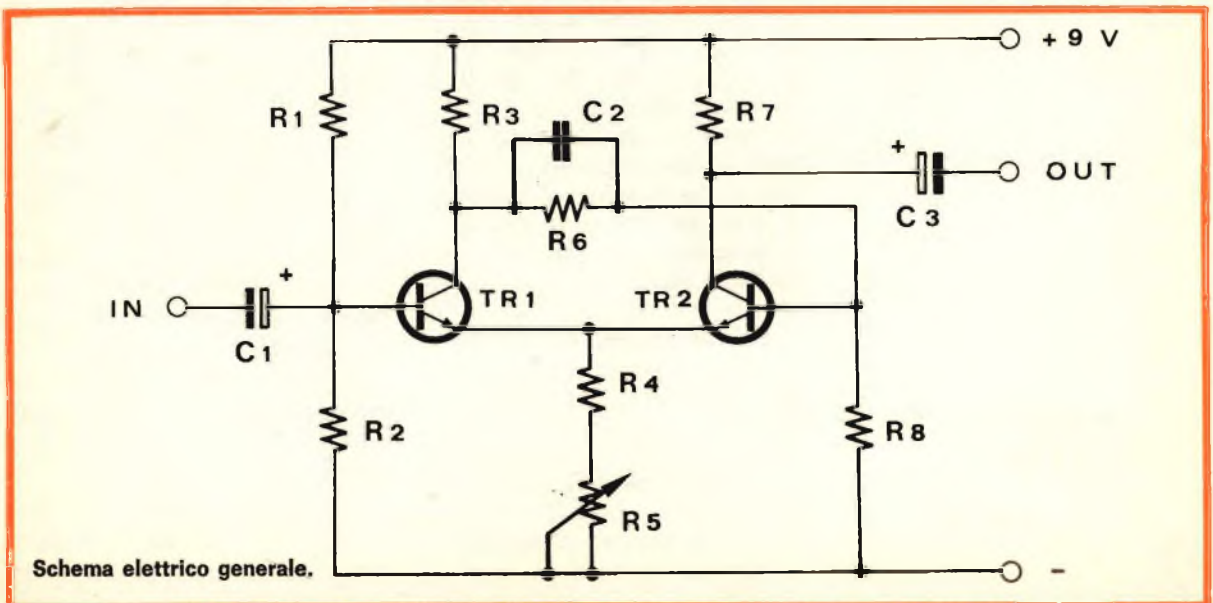 + 9 V
R1
R3
C2
R7
+
OUT
C3
R6
+
IN
TR1
TR2
C1
R4
R2
R8
R5
Schema elettrico generale.
-